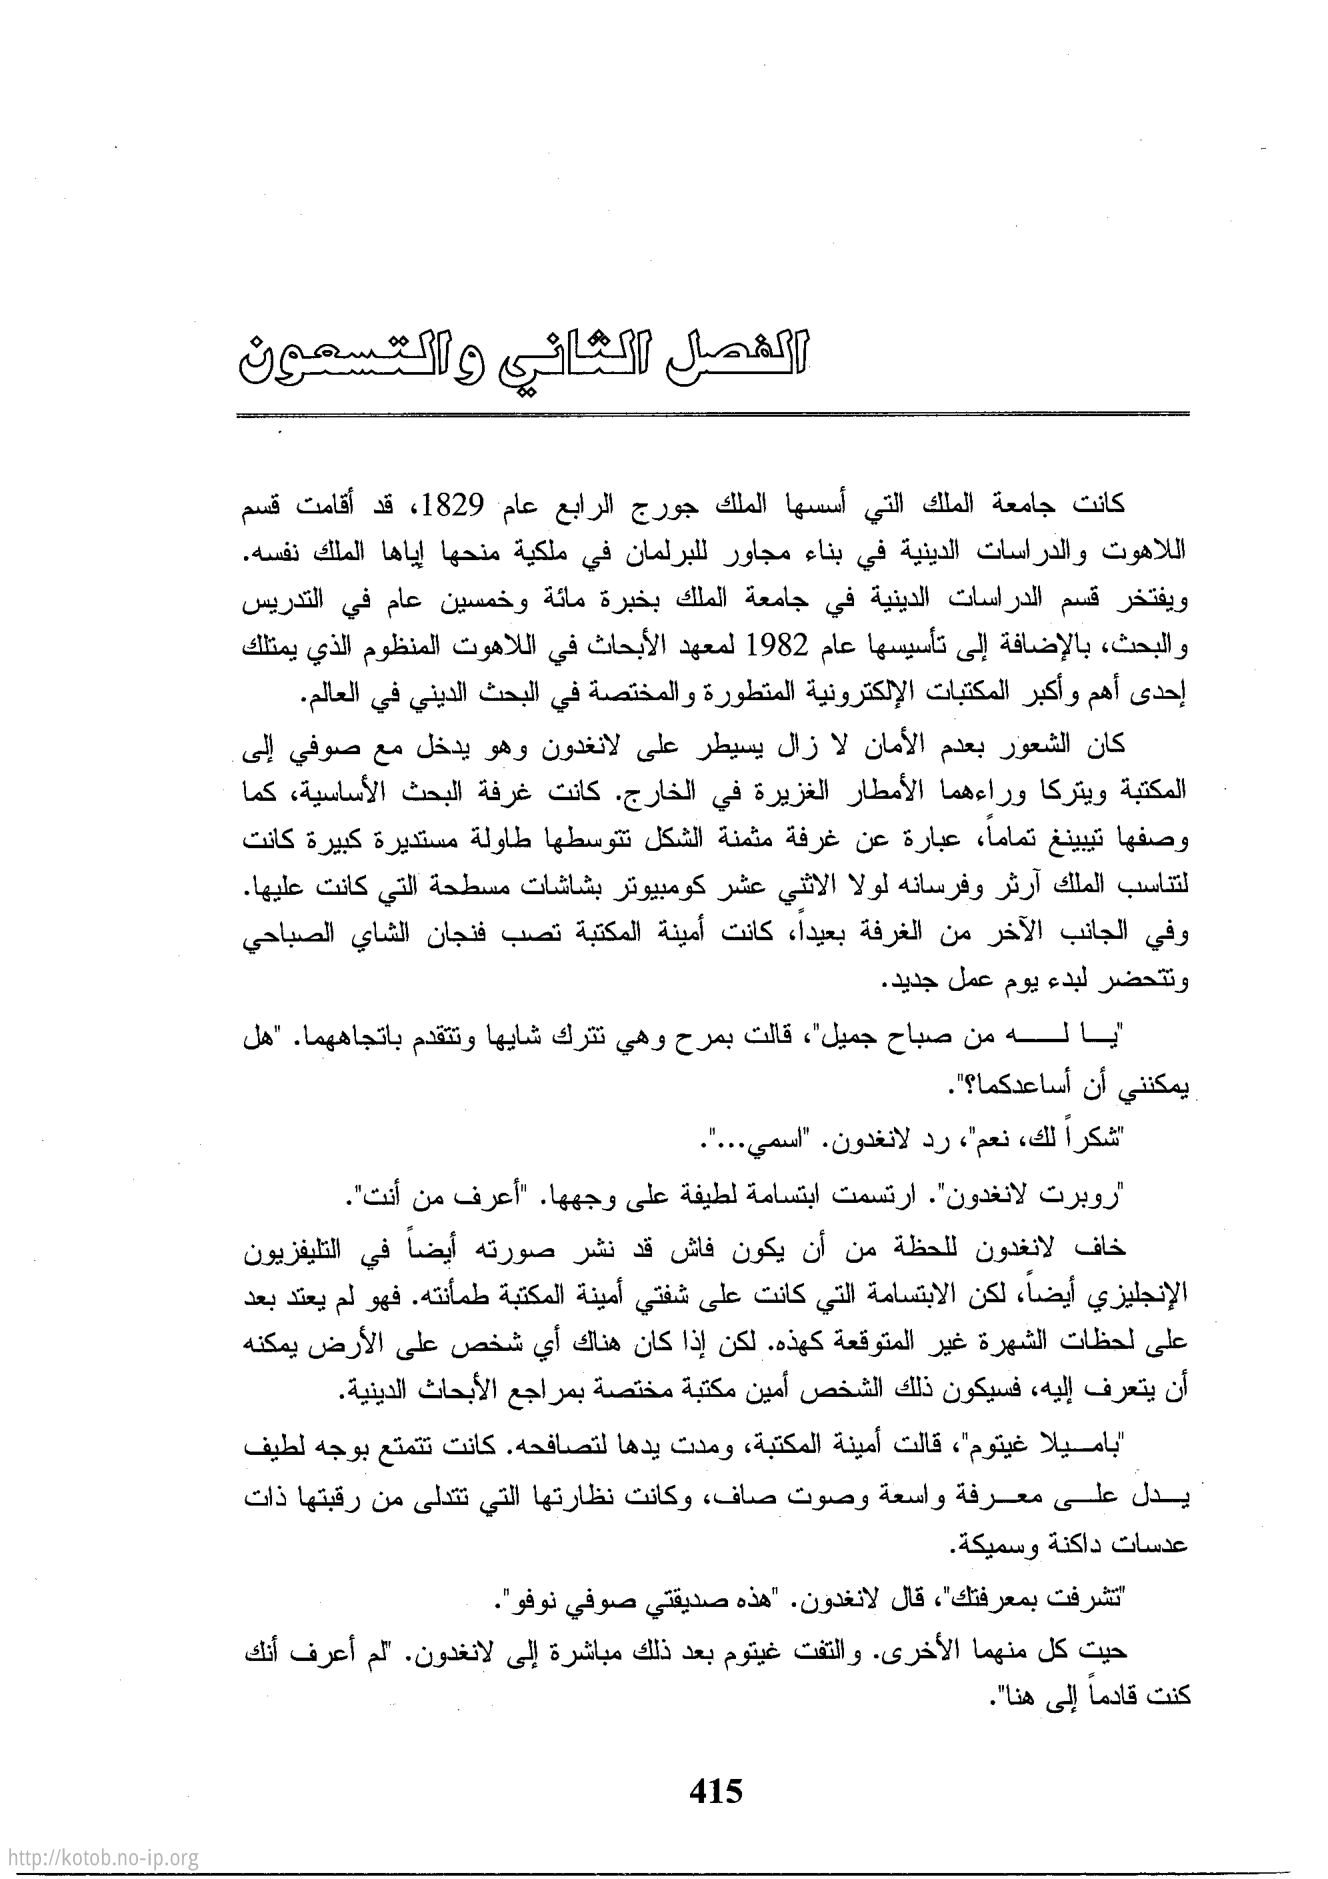 الفصل الثاني والتسعون
كانت جامعة الملك التي أسسها الملك جورج الرابع عام 1829، قد أقامت قسم
اللاهوت والدراسات الدينية في بناء مجاور للبرلمان في ملكية منحها إياها الملك نفسه.
ويفتخر قسم الدراسات الدينية في جامعة الملك بخبرة مائة وخمسين عام في التدريس
والبحث، بالإضافة إلى تأسيسها عام 1982 لمعهد الأبحاث في اللاهوت المنظوم الذي يمتلك
إحدى أهم وأكبر المكتبات الإلكترونية المتطورة والمختصة في البحث الديني في العالم.
كان الشعور بعدم الأمان لا زال يسيطر على لانغدون وهو يدخل مع صوفي إلى
المكتبة ويتركا وراءهما الأمطار الغزيرة في الخارج. كانت غرفة البحث الأساسية، كما
وصفها تيبينغ تماماً، عبارة عن غرفة مثمنة الشكل تتوسطها طاولة مستديرة كبيرة كانت
لتناسب الملك آرثر وفرسانه لولا الاثني عشر كومبيوتر بشاشات مسطحة التي كانت عليها.
وفي الجانب الآخر من الغرفة بعيداً، كانت أمينة المكتبة تصب فنجان الشاي الصباحي
وتتحضر لبدء يوم عمل جديد.
"يـــا لـــــه من صباح جميل"، قالت بمرح وهي تترك شايها وتتقدم باتجاههما. "هل
يمكنني أن أساعدكما؟".
"شكراً لك، نعم"، رد لانغدون. "اسمي...".
"روبرت لانغدون". ارتسمت ابتسامة لطيفة على وجهها. "أعرف من أنت".
خاف لانغدون للحظة من أن يكون فاش قد نشر صورته أيضاً في التليفزيون
الإنجليزي أيضاً، لكن الابتسامة التي كانت على شفتي أمينة المكتبة طمأنته. فهو لم يعتد بعد
على لحظات الشهرة غير المتوقعة كهذه. لكن إذا كان هناك أي شخص على الأرض يمكنه
أن يتعرف إليه، فسيكون ذلك الشخص أمين مكتبة مختصة بمراجع الأبحاث الدينية.
"بامـــيلا غيتوم"، قالت أمينة المكتبة، ومدت يدها لتصافحه. كانت تتمتع بوجه لطيف
يـــدل علـــى معـــرفة واسعة وصوت صاف، وكانت نظارتها التي تتدلى من رقبتها ذات
عدسات داكنة وسميكة.
"تشرفت بمعرفتك"، قال لانغدون. "هذه صديقتي صوفي نوفو".
حيت كل منهما الأخرى. والتفت غيتوم بعد ذلك مباشرة إلى لانغدون. "لم أعرف أنك
كنت قادماً إلى هنا".
415
http://kotob.no-ip.org